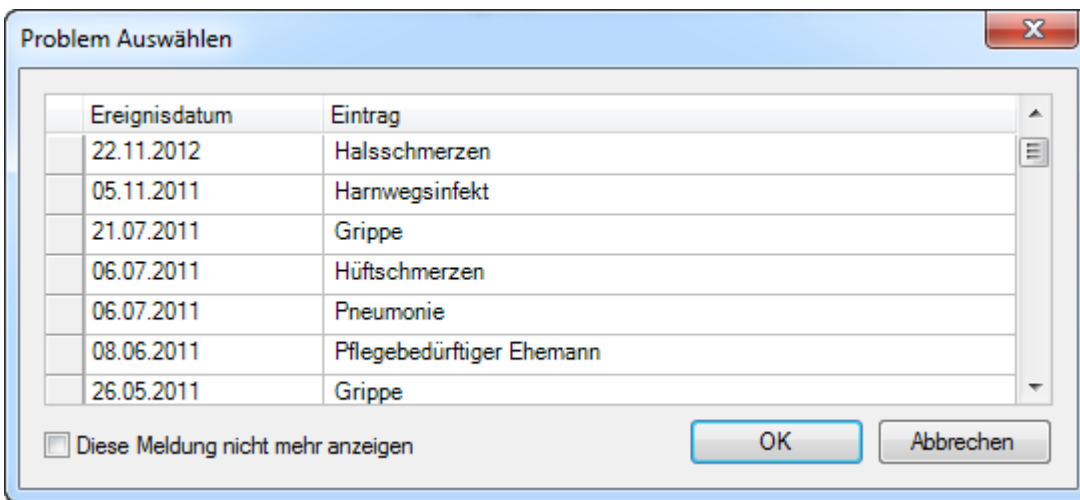 Problem Auswählen
Ereignisdatum Eintrag
22.11.2012 Halsschmerzen
05.11.2011 Harnwegsinfekt
21.07.2011 Grippe
06.07.2011 Hüftschmerzen
06.07.2011 Pneumonie
08.06.2011 Pflegebedürftiger Ehemann
26.05.2011 Grippe
Diese Meldung nicht mehr anzeigen OK Abbrechen